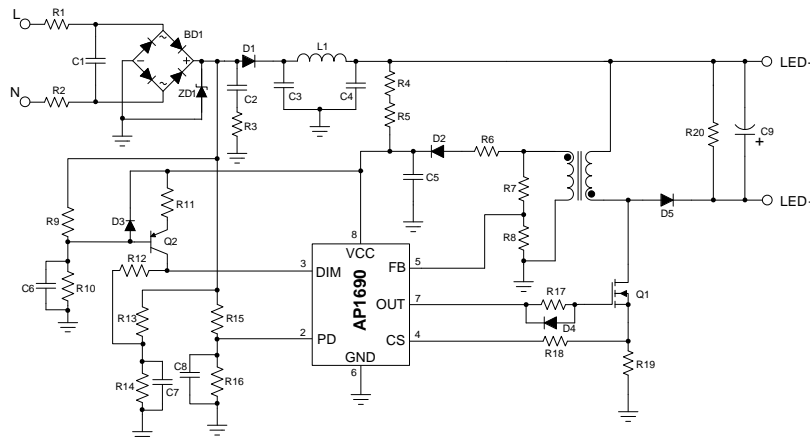 L
R1
BD1
~
-
+
~
C1
N
R2
ZD1
D1
L1
C2
R3
C3
C4
R4
R5
LED-
R20
C9
+
LED+
D2
R6
C5
R7
R8
D5
R9
D3
R11
Q2
R12
C6
R10
R13
R14
C7
R15
C8
R16
8
VCC
3
DIM
FB
5
AP1690
OUT
7
2
PD
CS
4
GND
6
R17
D4
R18
Q1
R19